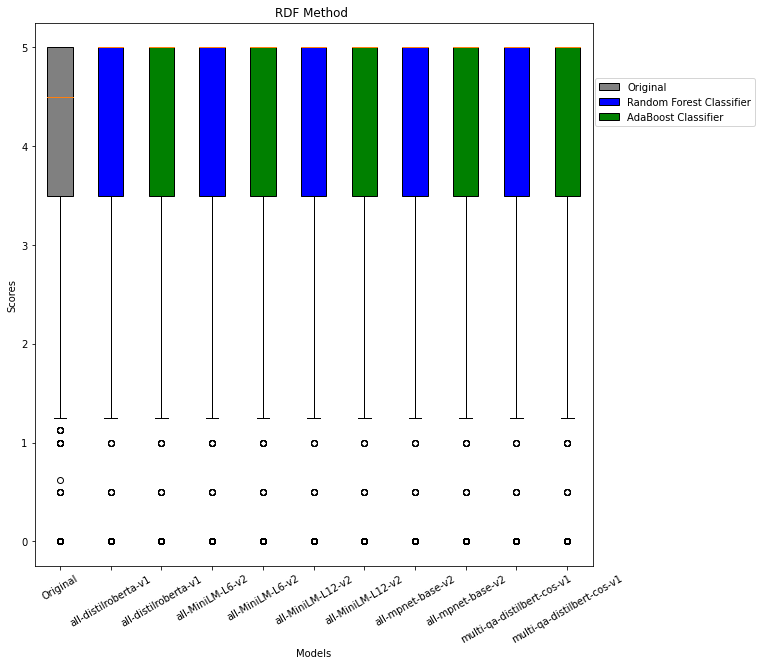 RDF Method
5
4
3
2
1
0
Scores
Original
Random Forest Classifier
AdaBoost Classifier
Original
all-distilroberta-v1
all-distilroberta-v1
all-MiniLM-L6-v2
all-MiniLM-L6-v2
all-MiniLM-L12-v2
all-MiniLM-L12-v2
all-mpnet-base-v2
all-mpnet-base-v2
multi-qa-distilbert-cos-v1
multi-qa-distilbert-cos-v1
Models